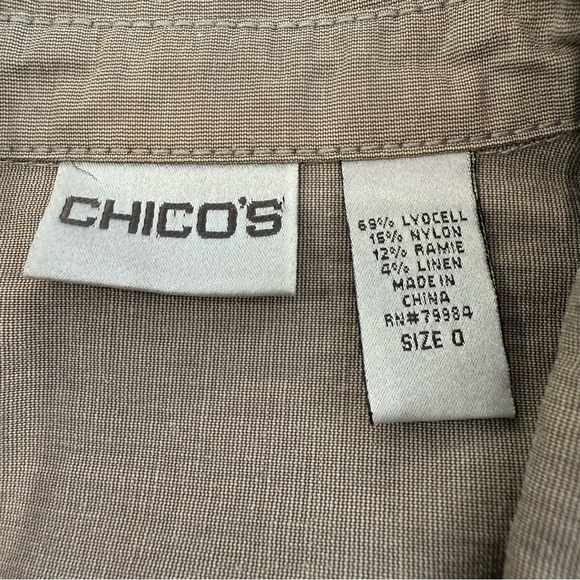 CHICO'S
69% LYOCELL
15% NYLON
12% RAMIE
4% LINEN
MADE IN
CHINA
RN#79984
SIZE 0